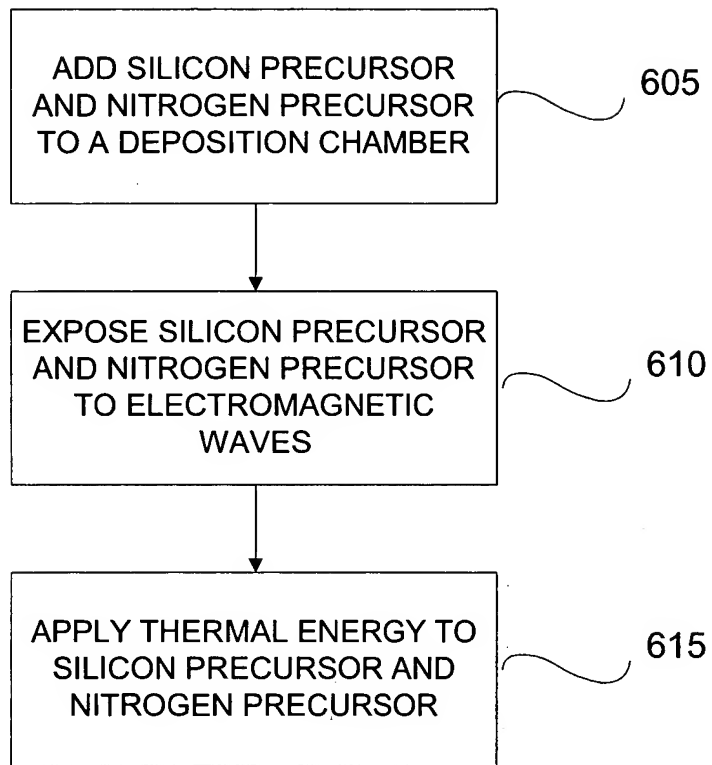 ADD SILICON PRECURSOR
AND NITROGEN PRECURSOR
TO A DEPOSITION CHAMBER
605
EXPOSE SILICON PRECURSOR
AND NITROGEN PRECURSOR
TO ELECTROMAGNETIC
WAVES
610
APPLY THERMAL ENERGY TO
SILICON PRECURSOR AND
NITROGEN PRECURSOR
615